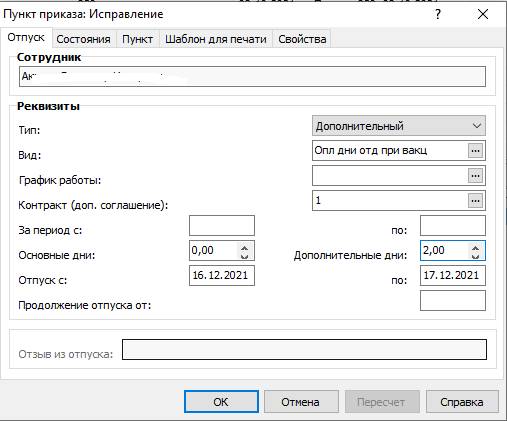 Пункт приказа: Исправление ? ×
Отпуск Состояния Пункт Шаблон для печати Свойства
Сотрудник
Реквизиты
Тип: Дополнительный
Вид: Опл дни отд при вакц ...
График работы: ...
Контракт (доп. соглашение): 1 ...
За период с: по:
Основные дни: 0,00 Дополнительные дни: 2,00
Отпуск с: 16.12.2021 по: 17.12.2021
Продолжение отпуска от:
Отзыв из отпуска:
ОК Отмена Пересчет Справка